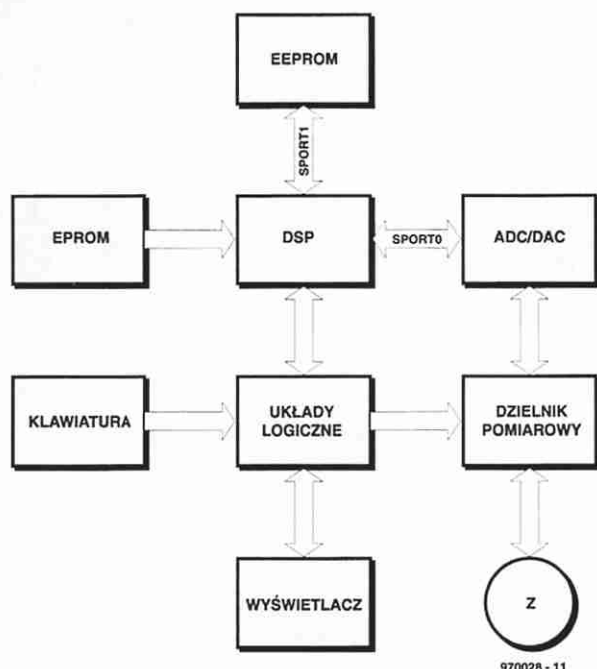 EEPROM
SPORT1
EPROM
DSP
SPORT0
ADC/DAC
KLAWIATURA
UKŁADY
LOGICZNE
DZIELNIK
POMIAROWY
WYŚWIETLACZ
Z
970028 - 11